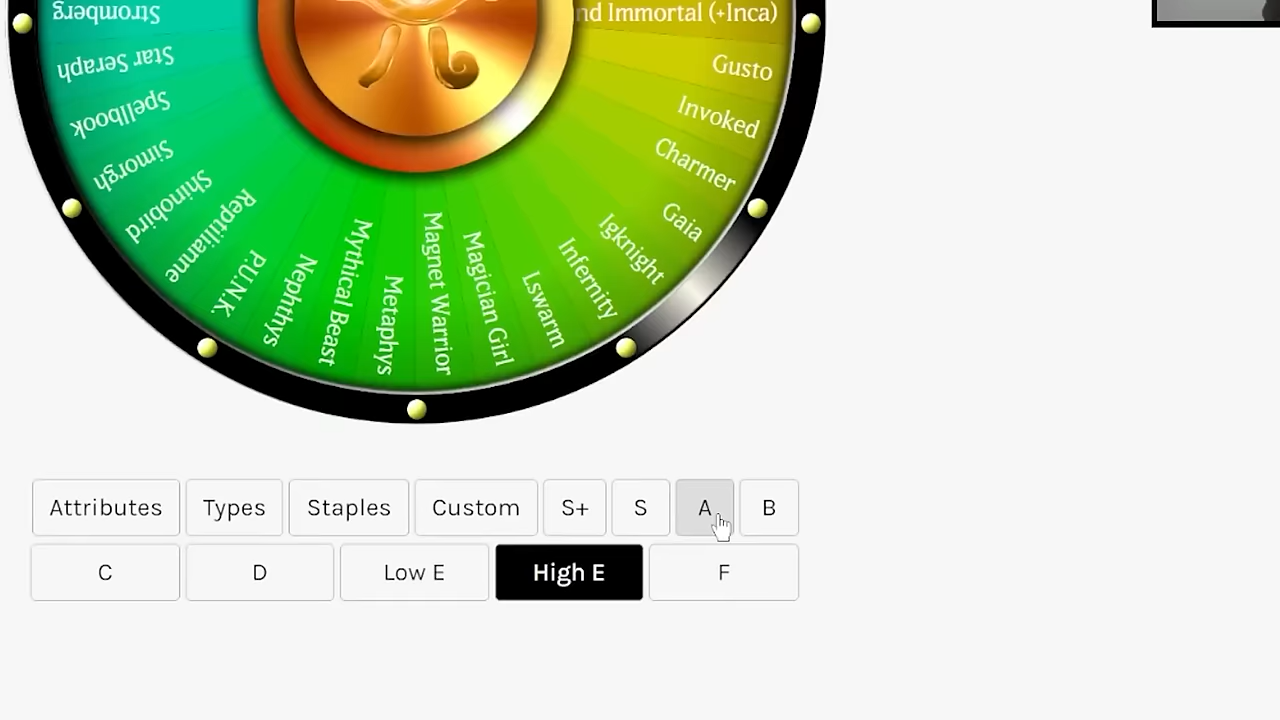 nd Immortal (+Inca)
Gusto
Invoked
Charmer
Gaia
Igknight
Infernity
Lswarm
Magician Girl
Magnet Warrior
Metaphys
Mythical Beast
Nephthys
P.U.N.K.
Reptilianne
Shinobird
Simorgh
Spellbook
Star Seraph
Stromberg
Attributes Types Staples Custom S+ S A B
C D Low E High E F